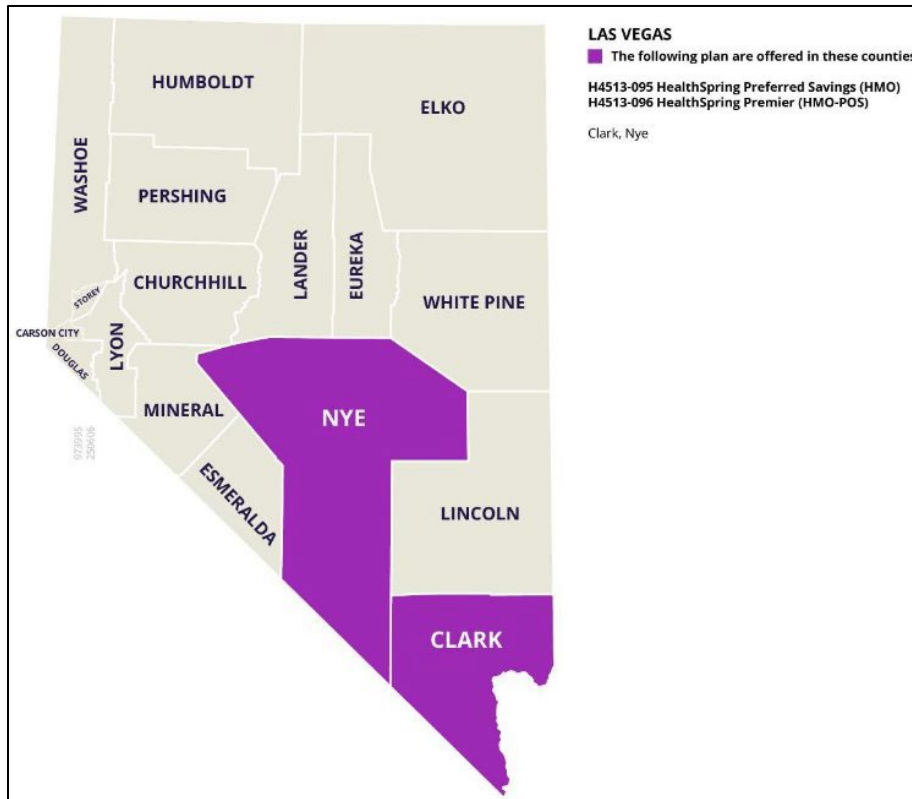 LAS VEGAS
The following plan are offered in these counties
H4513-095 HealthSpring Preferred Savings (HMO)
H4513-096 HealthSpring Premier (HMO-POS)
Clark, Nye
HUMBOLDT
ELKO
WASHOE
PERSHING
LANDER
EUREKA
CHURCHHILL
STOREY
WHITE PINE
CARSON CITY
LYON
DOUGLAS
MINERAL
NYE
973995
250606
ESMERALDA
LINCOLN
CLARK